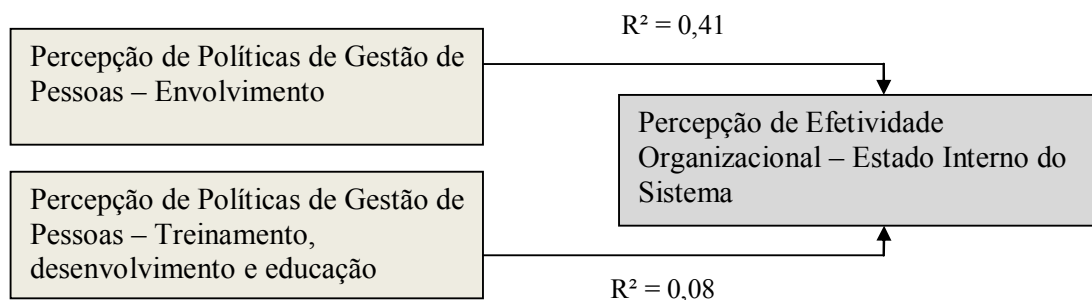 R² = 0,41
Percepção de Políticas de Gestão de
Pessoas – Envolvimento
Percepção de Efetividade
Organizacional – Estado Interno do
Sistema
Percepção de Políticas de Gestão de
Pessoas – Treinamento,
desenvolvimento e educação
R² = 0,08